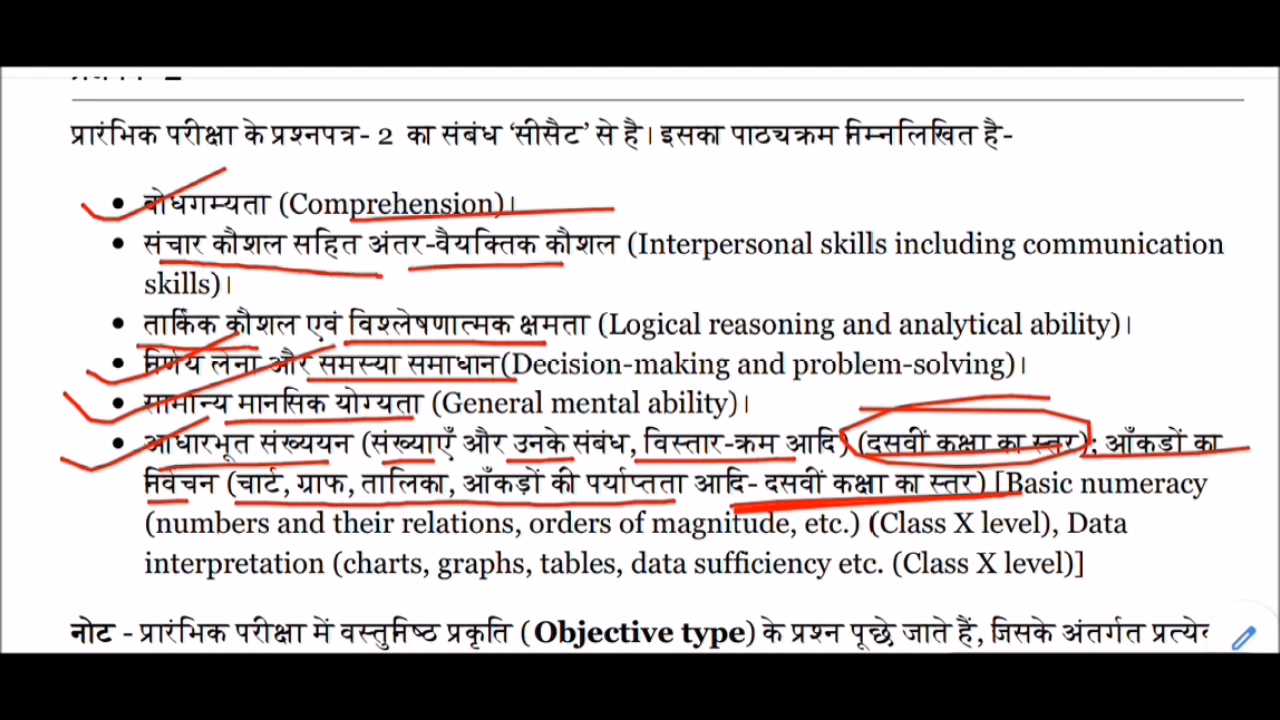 प्रारंभिक परीक्षा के प्रश्नपत्र- 2 का संबंध ‘सीसैट’ से है। इसका पाठ्यक्रम निम्नलिखित है-
• बोधगम्यता (Comprehension)।
• संचार कौशल सहित अंतर-वैयक्तिक कौशल (Interpersonal skills including communication
skills)।
• तार्किक कौशल एवं विश्लेषणात्मक क्षमता (Logical reasoning and analytical ability)।
• निर्णय लेना और समस्या समाधान(Decision-making and problem-solving)।
• सामान्य मानसिक योग्यता (General mental ability)।
• आधारभूत संख्ययन (संख्याएँ और उनके संबंध, विस्तार-क्रम आदि) (दसवीं कक्षा का स्तर); आँकडों का
निर्वचन (चार्ट, ग्राफ, तालिका, आँकड़ों की पर्याप्तता आदि- दसवीं कक्षा का स्तर) [Basic numeracy
(numbers and their relations, orders of magnitude, etc.) (Class X level), Data
interpretation (charts, graphs, tables, data sufficiency etc. (Class X level)]
नोट - प्रारंभिक परीक्षा में वस्तुनिष्ठ प्रकृति (Objective type) के प्रश्न पूछे जाते हैं, जिसके अंतर्गत